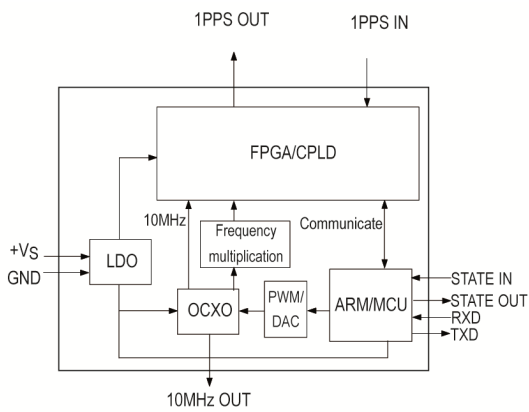 1PPS OUT
1PPS IN
FPGA/CPLD
10MHz
Frequency
multiplication
Communicate
+VS
GND
LDO
OCXO
PWM/
DAC
ARM/MCU
STATE IN
STATE OUT
RXD
TXD
10MHz OUT